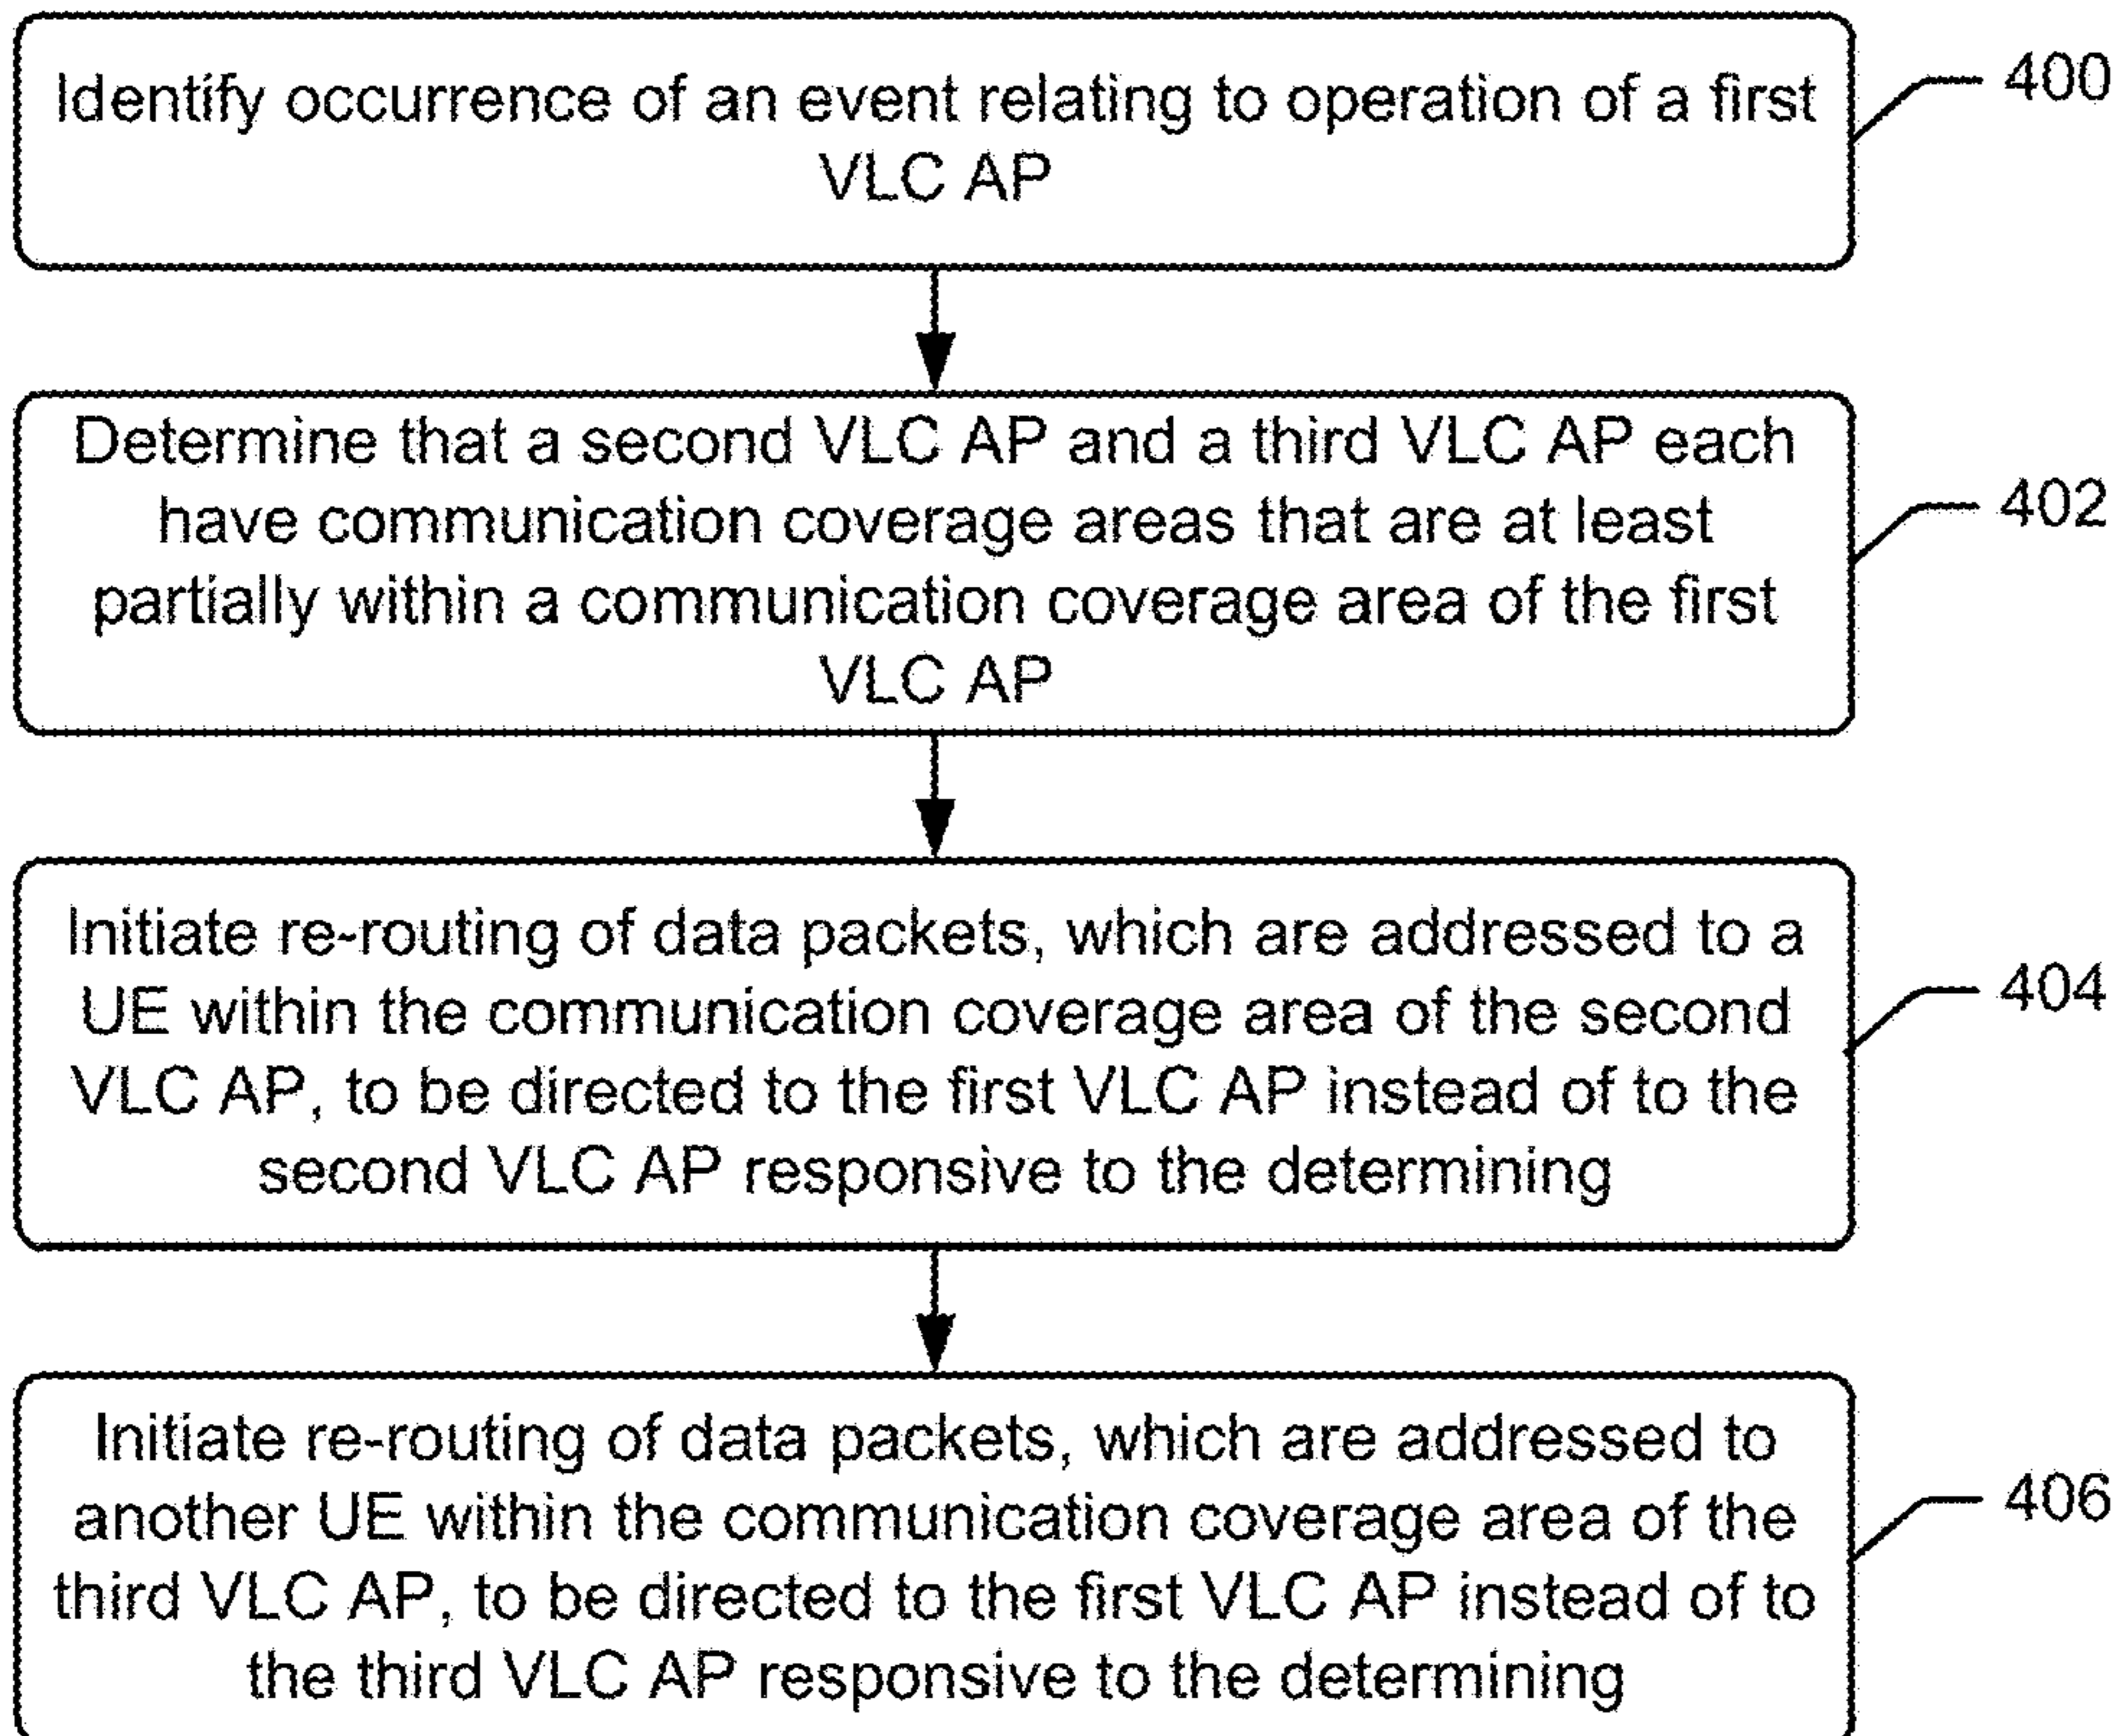 Identify occurrence of an event relating to operation of a first
VLC AP
400
Determine that a second VLC AP and a third VLC AP each
have communication coverage areas that are at least
partially within a communication coverage area of the first
VLC AP
402
Initiate re-routing of data packets, which are addressed to a
UE within the communication coverage area of the second
VLC AP, to be directed to the first VLC AP instead of to the
second VLC AP responsive to the determining
404
Initiate re-routing of data packets, which are addressed to
another UE within the communication coverage area of the
third VLC AP, to be directed to the first VLC AP instead of to
the third VLC AP responsive to the determining
406